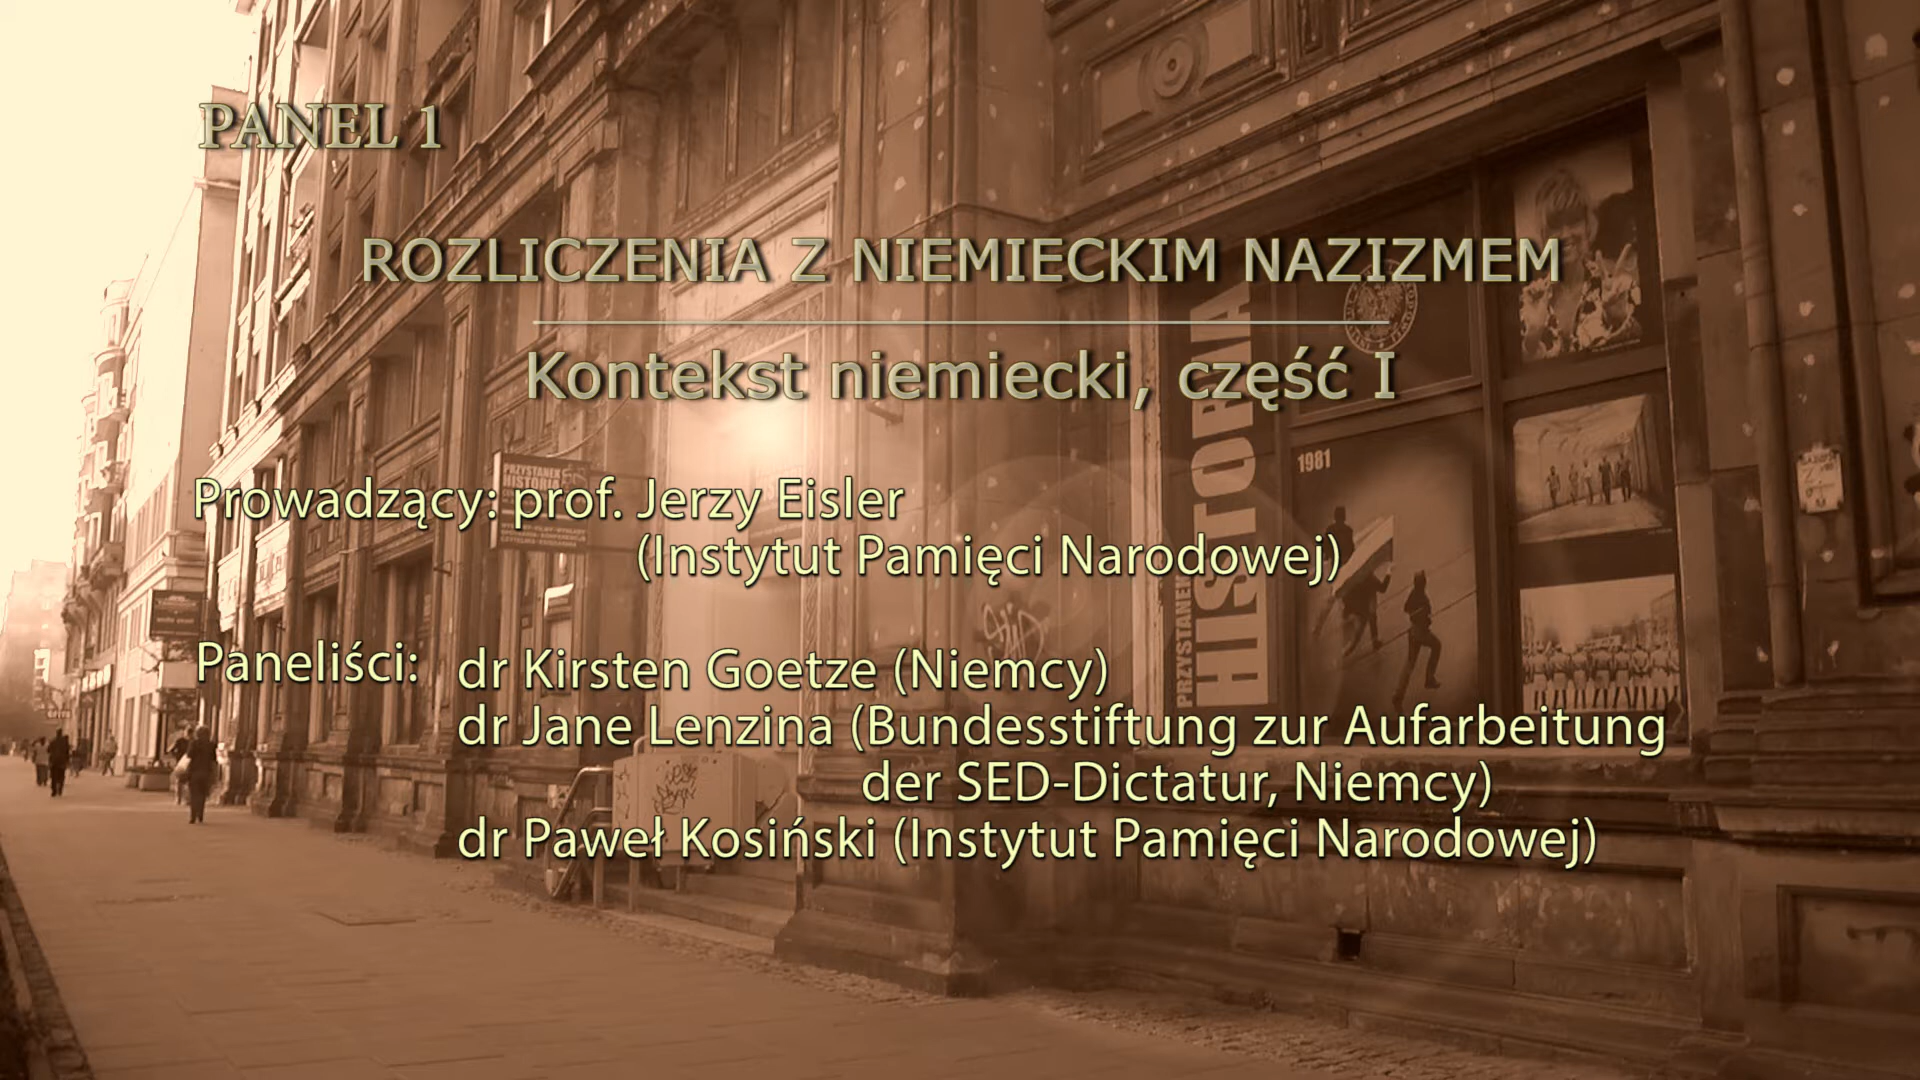 PANEL 1
ROZLICZENIA Z NIEMIECKIM NAZIZMEM
Kontekst niemiecki, część I
Prowadzący: prof. Jerzy Eisler
(Instytut Pamięci Narodowej)
Paneliści: dr Kirsten Goetze (Niemcy)
dr Jane Lenzina (Bundesstiftung zur Aufarbeitung
der SED-Dictatur, Niemcy)
dr Paweł Kosiński (Instytut Pamięci Narodowej)
PRZYSTANEK
HISTORIA
PRZYSTANEK
HISTORIA
1981